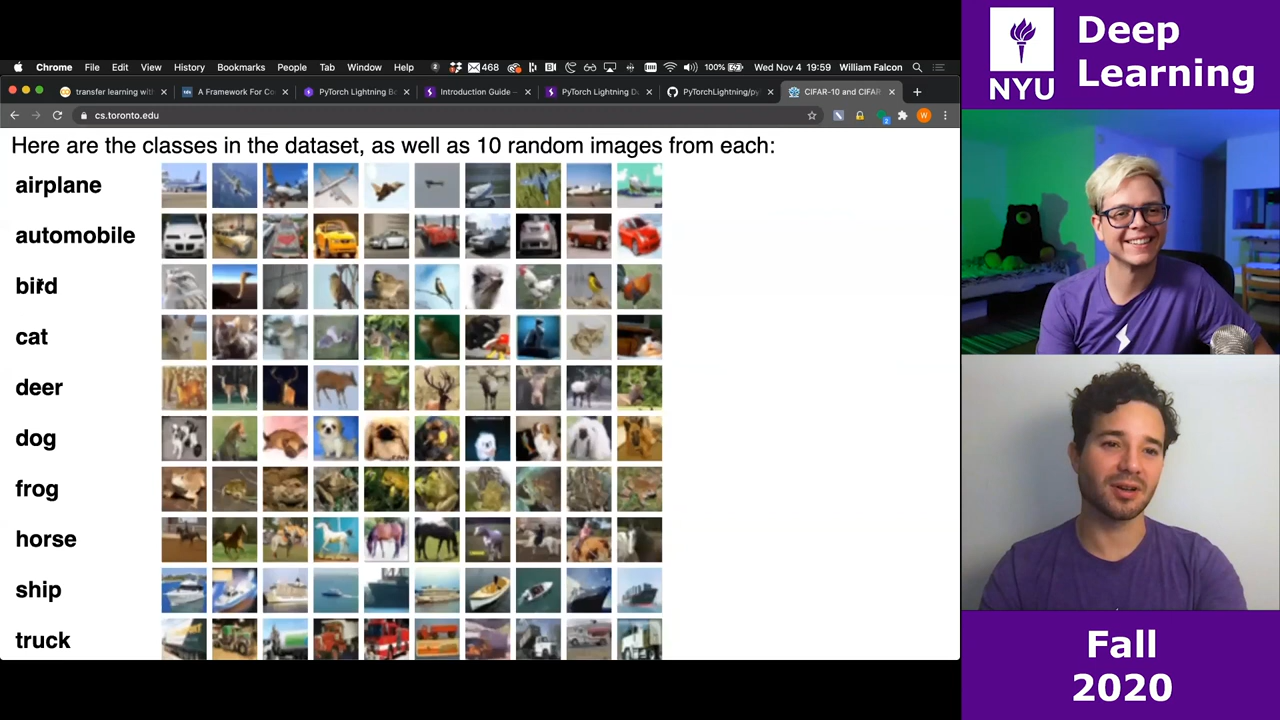 Chrome File Edit View History Bookmarks People Tab Window Help 2 468 100% Wed Nov 4 19:59 William Falcon
transfer learning with
A Framework For Co
PyTorch Lightning Bo
Introduction Guide —
PyTorch Lightning D
PyTorchLightning/py
CIFAR-10 and CIFAR
cs.toronto.edu
Here are the classes in the dataset, as well as 10 random images from each:
airplane
automobile
bird
cat
deer
dog
frog
horse
ship
truck
NYU
Deep
Learning
Fall
2020